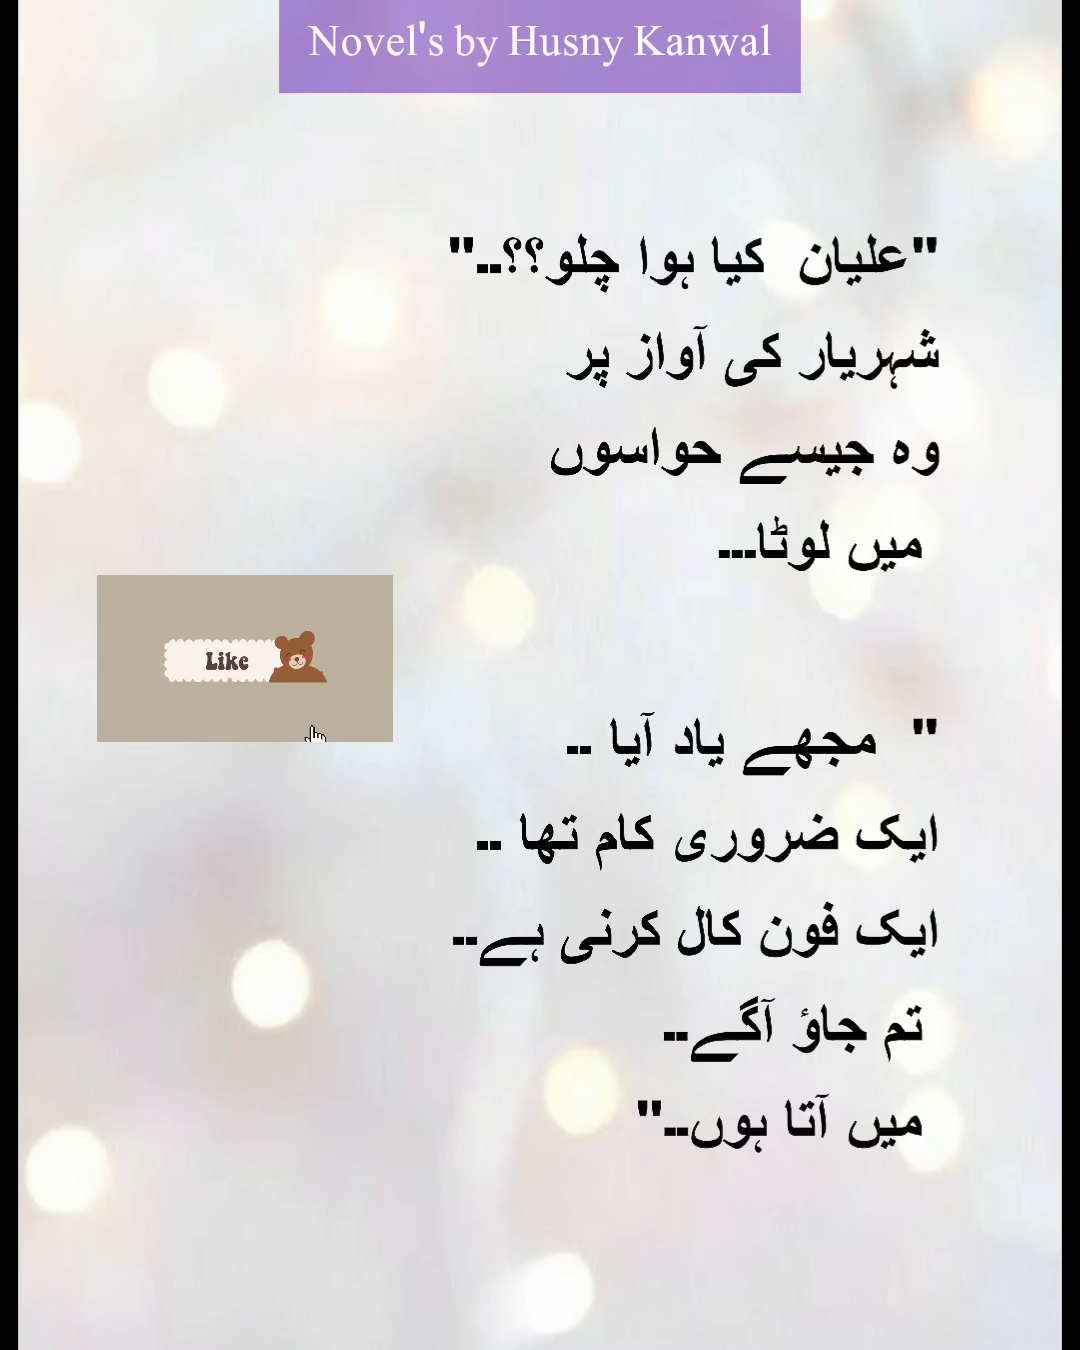 Novel's by Husny Kanwal
"علیان کیا ہوا چلو؟؟--"
شہریار کی آواز پر
وہ جیسے حواسوں
میں لوٹا---
Like
" مجھے یاد آیا --
ایک ضروری کام تھا --
ایک فون کال کرنی ہے--
تم جاؤ آگے--
میں آتا ہوں--"